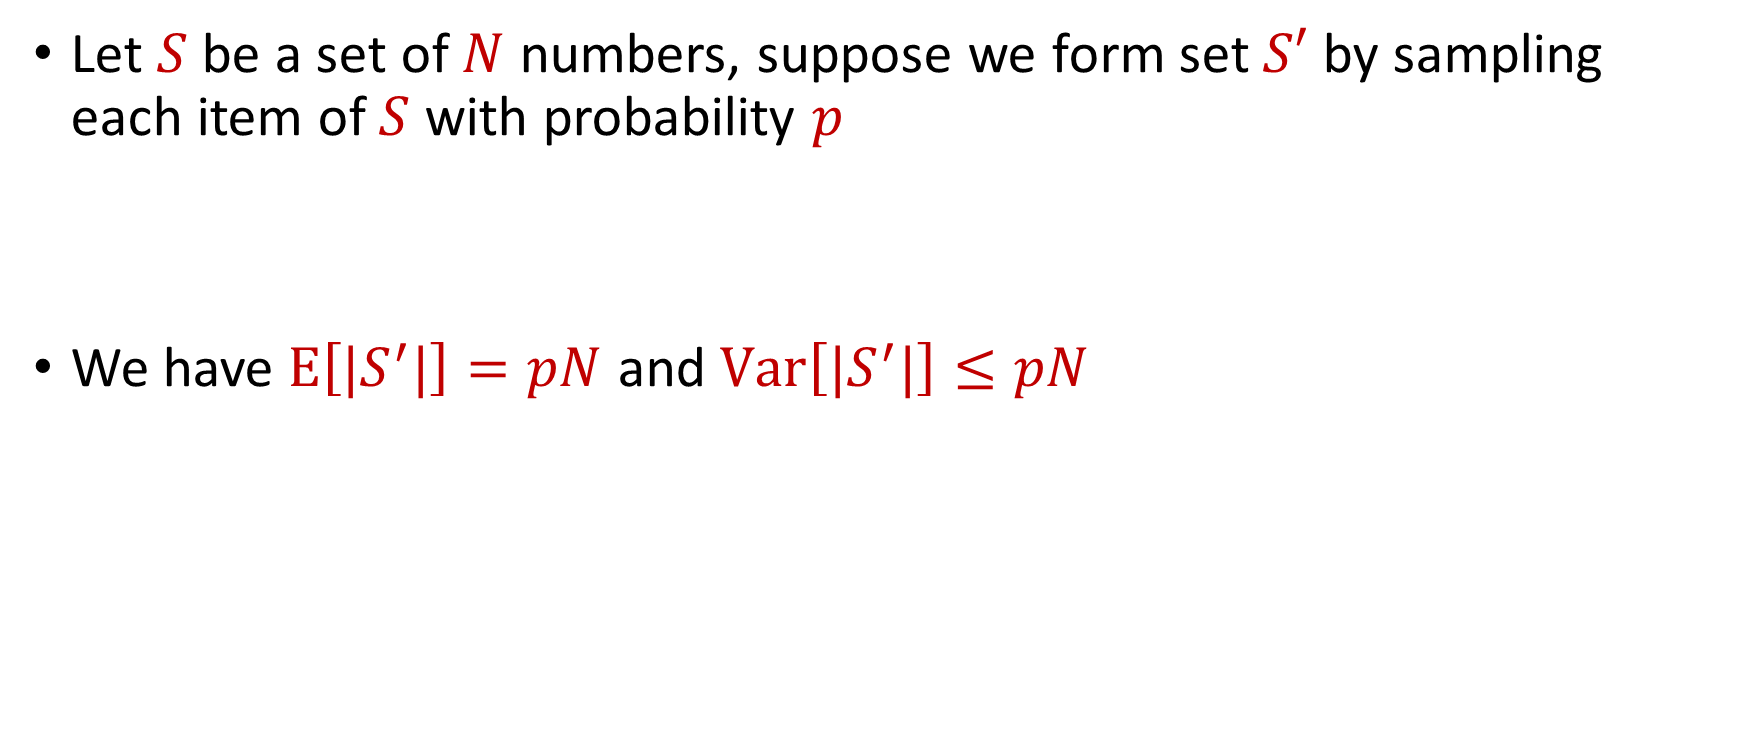 • Let S be a set of N numbers, suppose we form set S′ by sampling
each item of S with probability p
• We have E[|S′|] = pN and Var[|S′|] ≤ pN